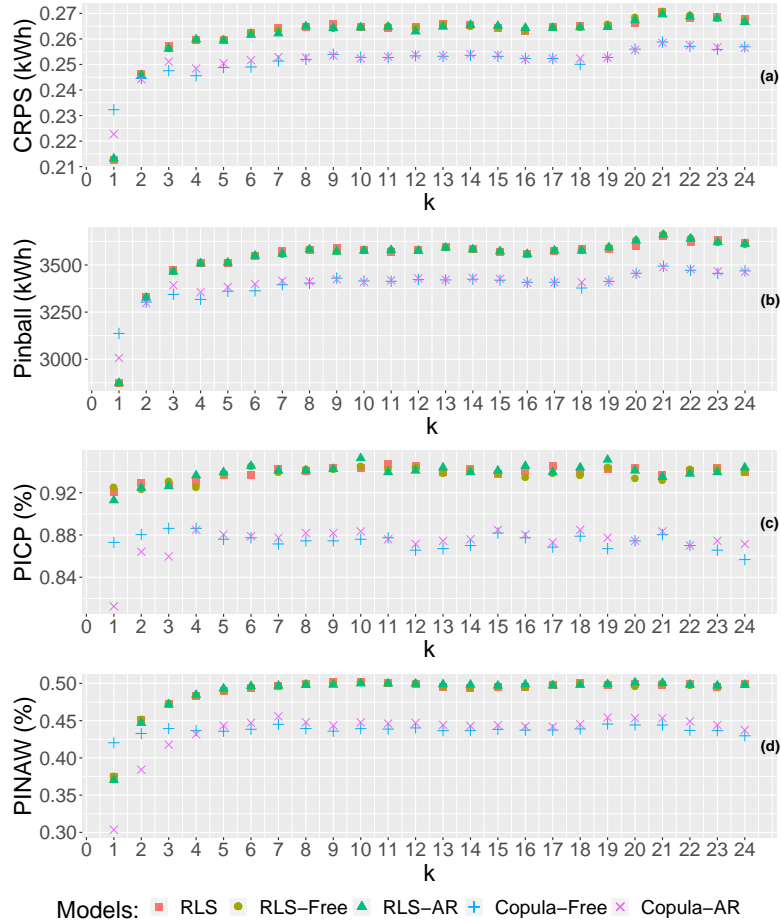 0.27
0.26
0.25
0.24
0.23
0.22
0.21
CRPS (kWh)
(a)
0 1 2 3 4 5 6 7 8 9 10 11 12 13 14 15 16 17 18 19 20 21 22 23 24
k
3500
3250
3000
Pinball (kWh)
(b)
0 1 2 3 4 5 6 7 8 9 10 11 12 13 14 15 16 17 18 19 20 21 22 23 24
k
0.92
0.88
0.84
PICP (%)
(c)
0 1 2 3 4 5 6 7 8 9 10 11 12 13 14 15 16 17 18 19 20 21 22 23 24
k
0.50
0.45
0.40
0.35
0.30
PINAW (%)
(d)
0 1 2 3 4 5 6 7 8 9 10 11 12 13 14 15 16 17 18 19 20 21 22 23 24
k
Models: RLS RLS−Free RLS−AR Copula−Free Copula−AR